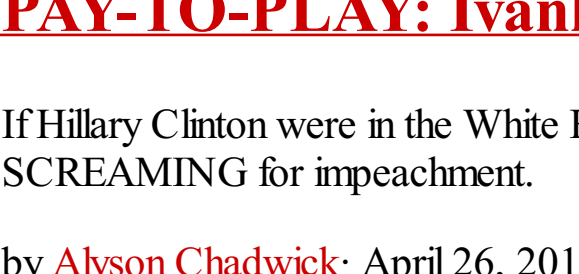 PAY-TO-PLAY: Ivan
If Hillary Clinton were in the White
SCREAMING for impeachment.
by Alyson Chadwick· April 26, 201